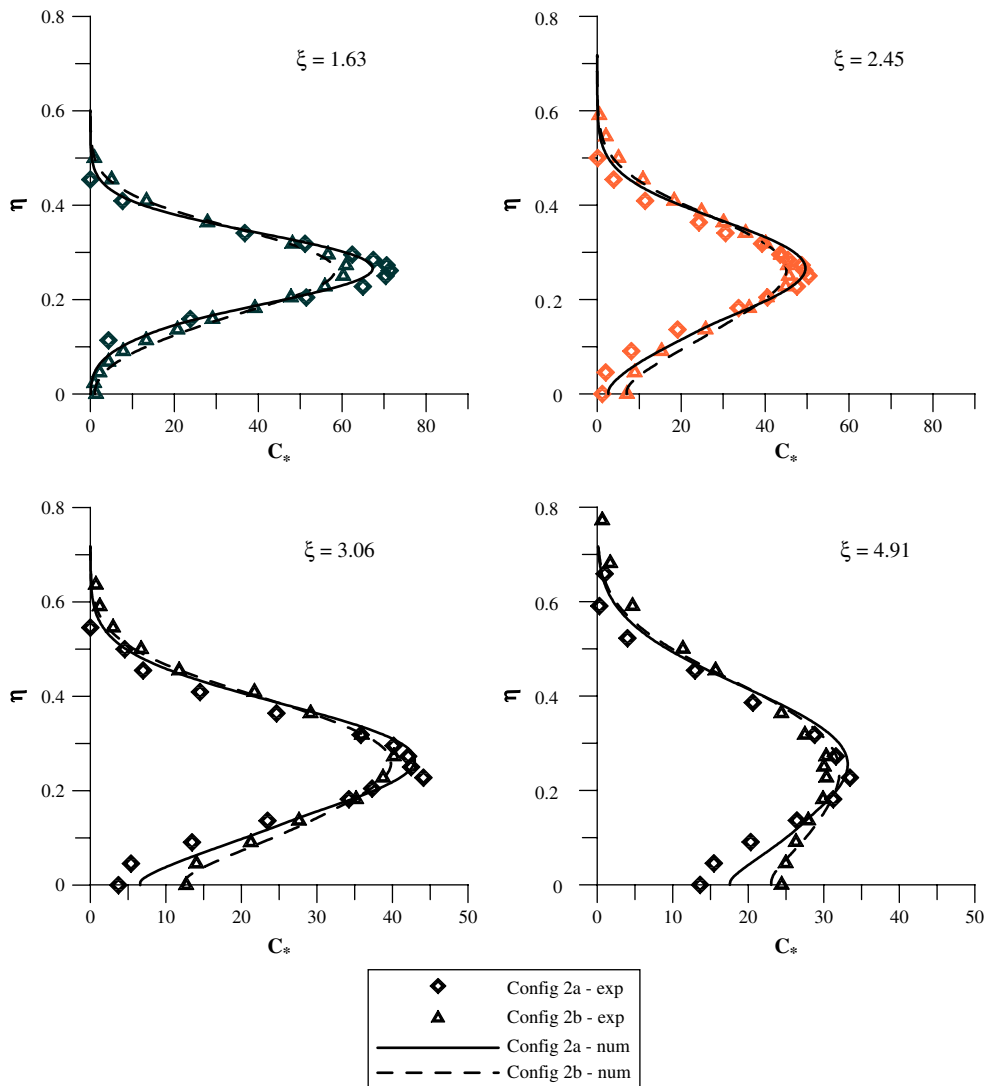 0.8
ξ = 1.63
0.6
η
0.4
0.2
0
0 20 40 60 80
C*
0.8
ξ = 2.45
0.6
η
0.4
0.2
0
0 20 40 60 80
C*
0.8
ξ = 3.06
0.6
η
0.4
0.2
0
0 10 20 30 40 50
C*
0.8
ξ = 4.91
0.6
η
0.4
0.2
0
0 10 20 30 40 50
C*
Config 2a - exp
Config 2b - exp
Config 2a - num
Config 2b - num